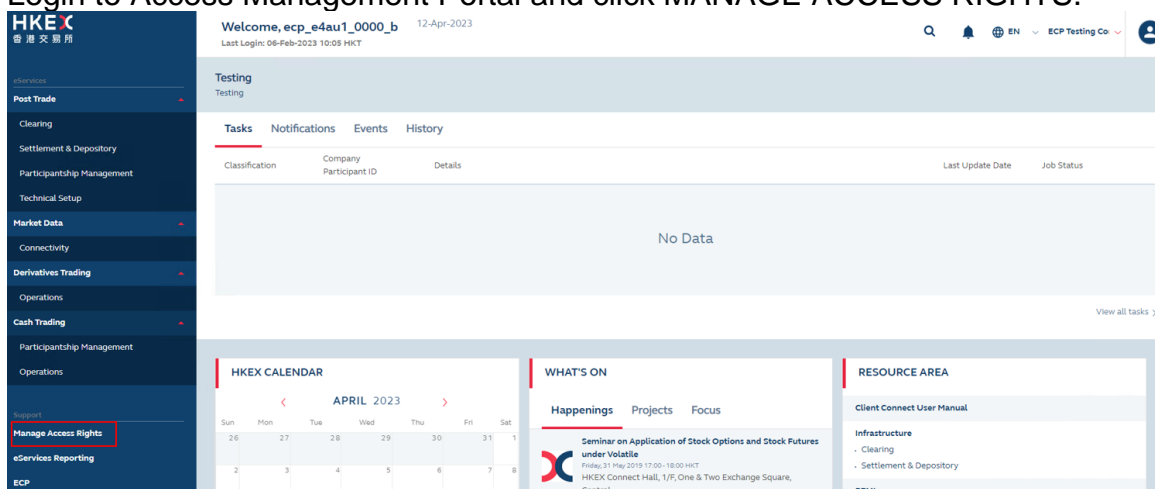 Login to Access Management Portal and click MANAGE ACCESS RIGHTS.
HKEX
香港交易所
Welcome, ecp_e4au1_0000_b 12-Apr-2023
Last Login: 06-Feb-2023 10:05 HKT
EN
ECP Testing Co
eServices
Post Trade
Clearing
Settlement & Depository
Participantship Management
Technical Setup
Market Data
Connectivity
Derivatives Trading
Operations
Cash Trading
Participantship Management
Operations
Support
Manage Access Rights
eServices Reporting
ECP
Testing
Testing
Tasks Notifications Events History
Classification
Company Participant ID
Details
Last Update Date
Job Status
No Data
View all tasks
HKEX CALENDAR
APRIL 2023
Sun Mon Tue Wed Thu Fri Sat
26 27 28 29 30 31 1
2 3 4 5 6 7 8
WHAT'S ON
Happenings Projects Focus
Seminar on Application of Stock Options and Stock Futures
under Volatile
Friday, 31 May 2019 17:00 - 18:00 HKT
HKEX Connect Hall, 1/F, One & Two Exchange Square,
RESOURCE AREA
Client Connect User Manual
Infrastructure
. Clearing
. Settlement & Depository